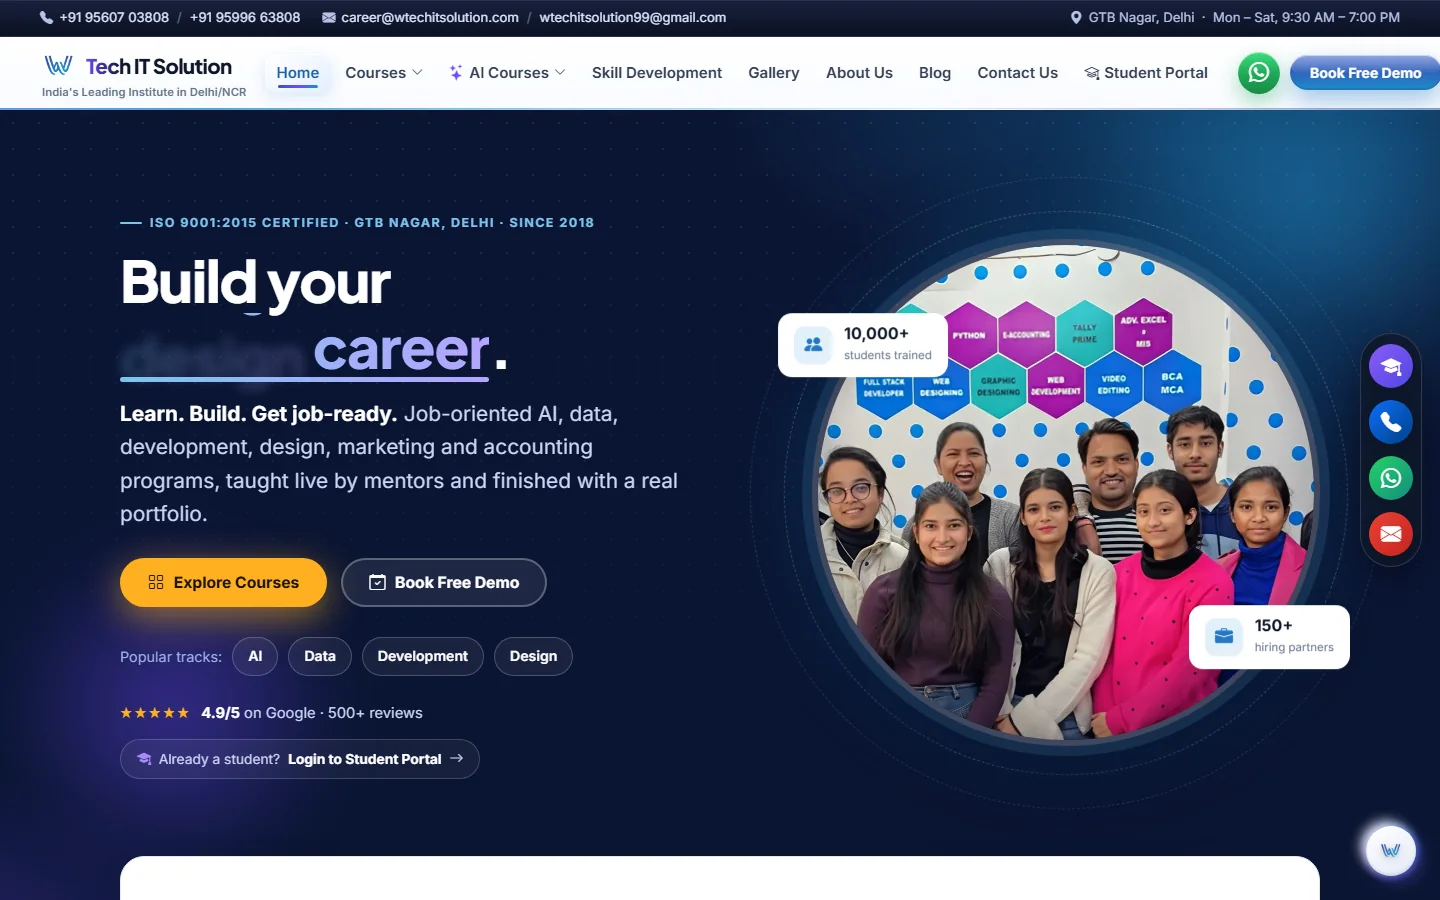 +91 95607 03808 / +91 95996 63808 career@wtechitsolution.com / wtechitsolution99@gmail.com GTB Nagar, Delhi · Mon – Sat, 9:30 AM – 7:00 PM
W Tech IT Solution
India's Leading Institute in Delhi/NCR
Home Courses AI Courses Skill Development Gallery About Us Blog Contact Us Student Portal Book Free Demo
ISO 9001:2015 CERTIFIED · GTB NAGAR, DELHI · SINCE 2018
Build your
design career.
Learn. Build. Get job-ready. Job-oriented AI, data,
development, design, marketing and accounting
programs, taught live by mentors and finished with a real
portfolio.
Explore Courses Book Free Demo
Popular tracks: AI Data Development Design
★★★★★ 4.9/5 on Google · 500+ reviews
Already a student? Login to Student Portal →
10,000+
students trained
PYTHON
E-ACCOUNTING
TALLY
PRIME
ADV. EXCEL
&
MIS
FULL STACK
DEVELOPER
WEB
DESIGNING
GRAPHIC
DESIGNING
WEB
DEVELOPMENT
VIDEO
EDITING
BCA
MCA
150+
hiring partners
W